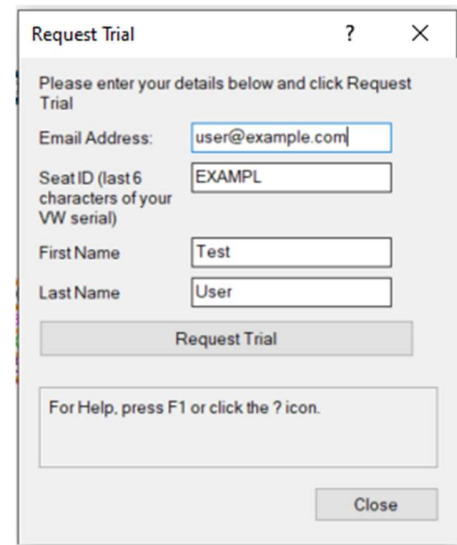 Request Trial ? ×
Please enter your details below and click Request
Trial
Email Address: user@example.com
Seat ID (last 6 EXAMPL
characters of your
VW serial)
First Name Test
Last Name User
Request Trial
For Help, press F1 or click the ? icon.
Close